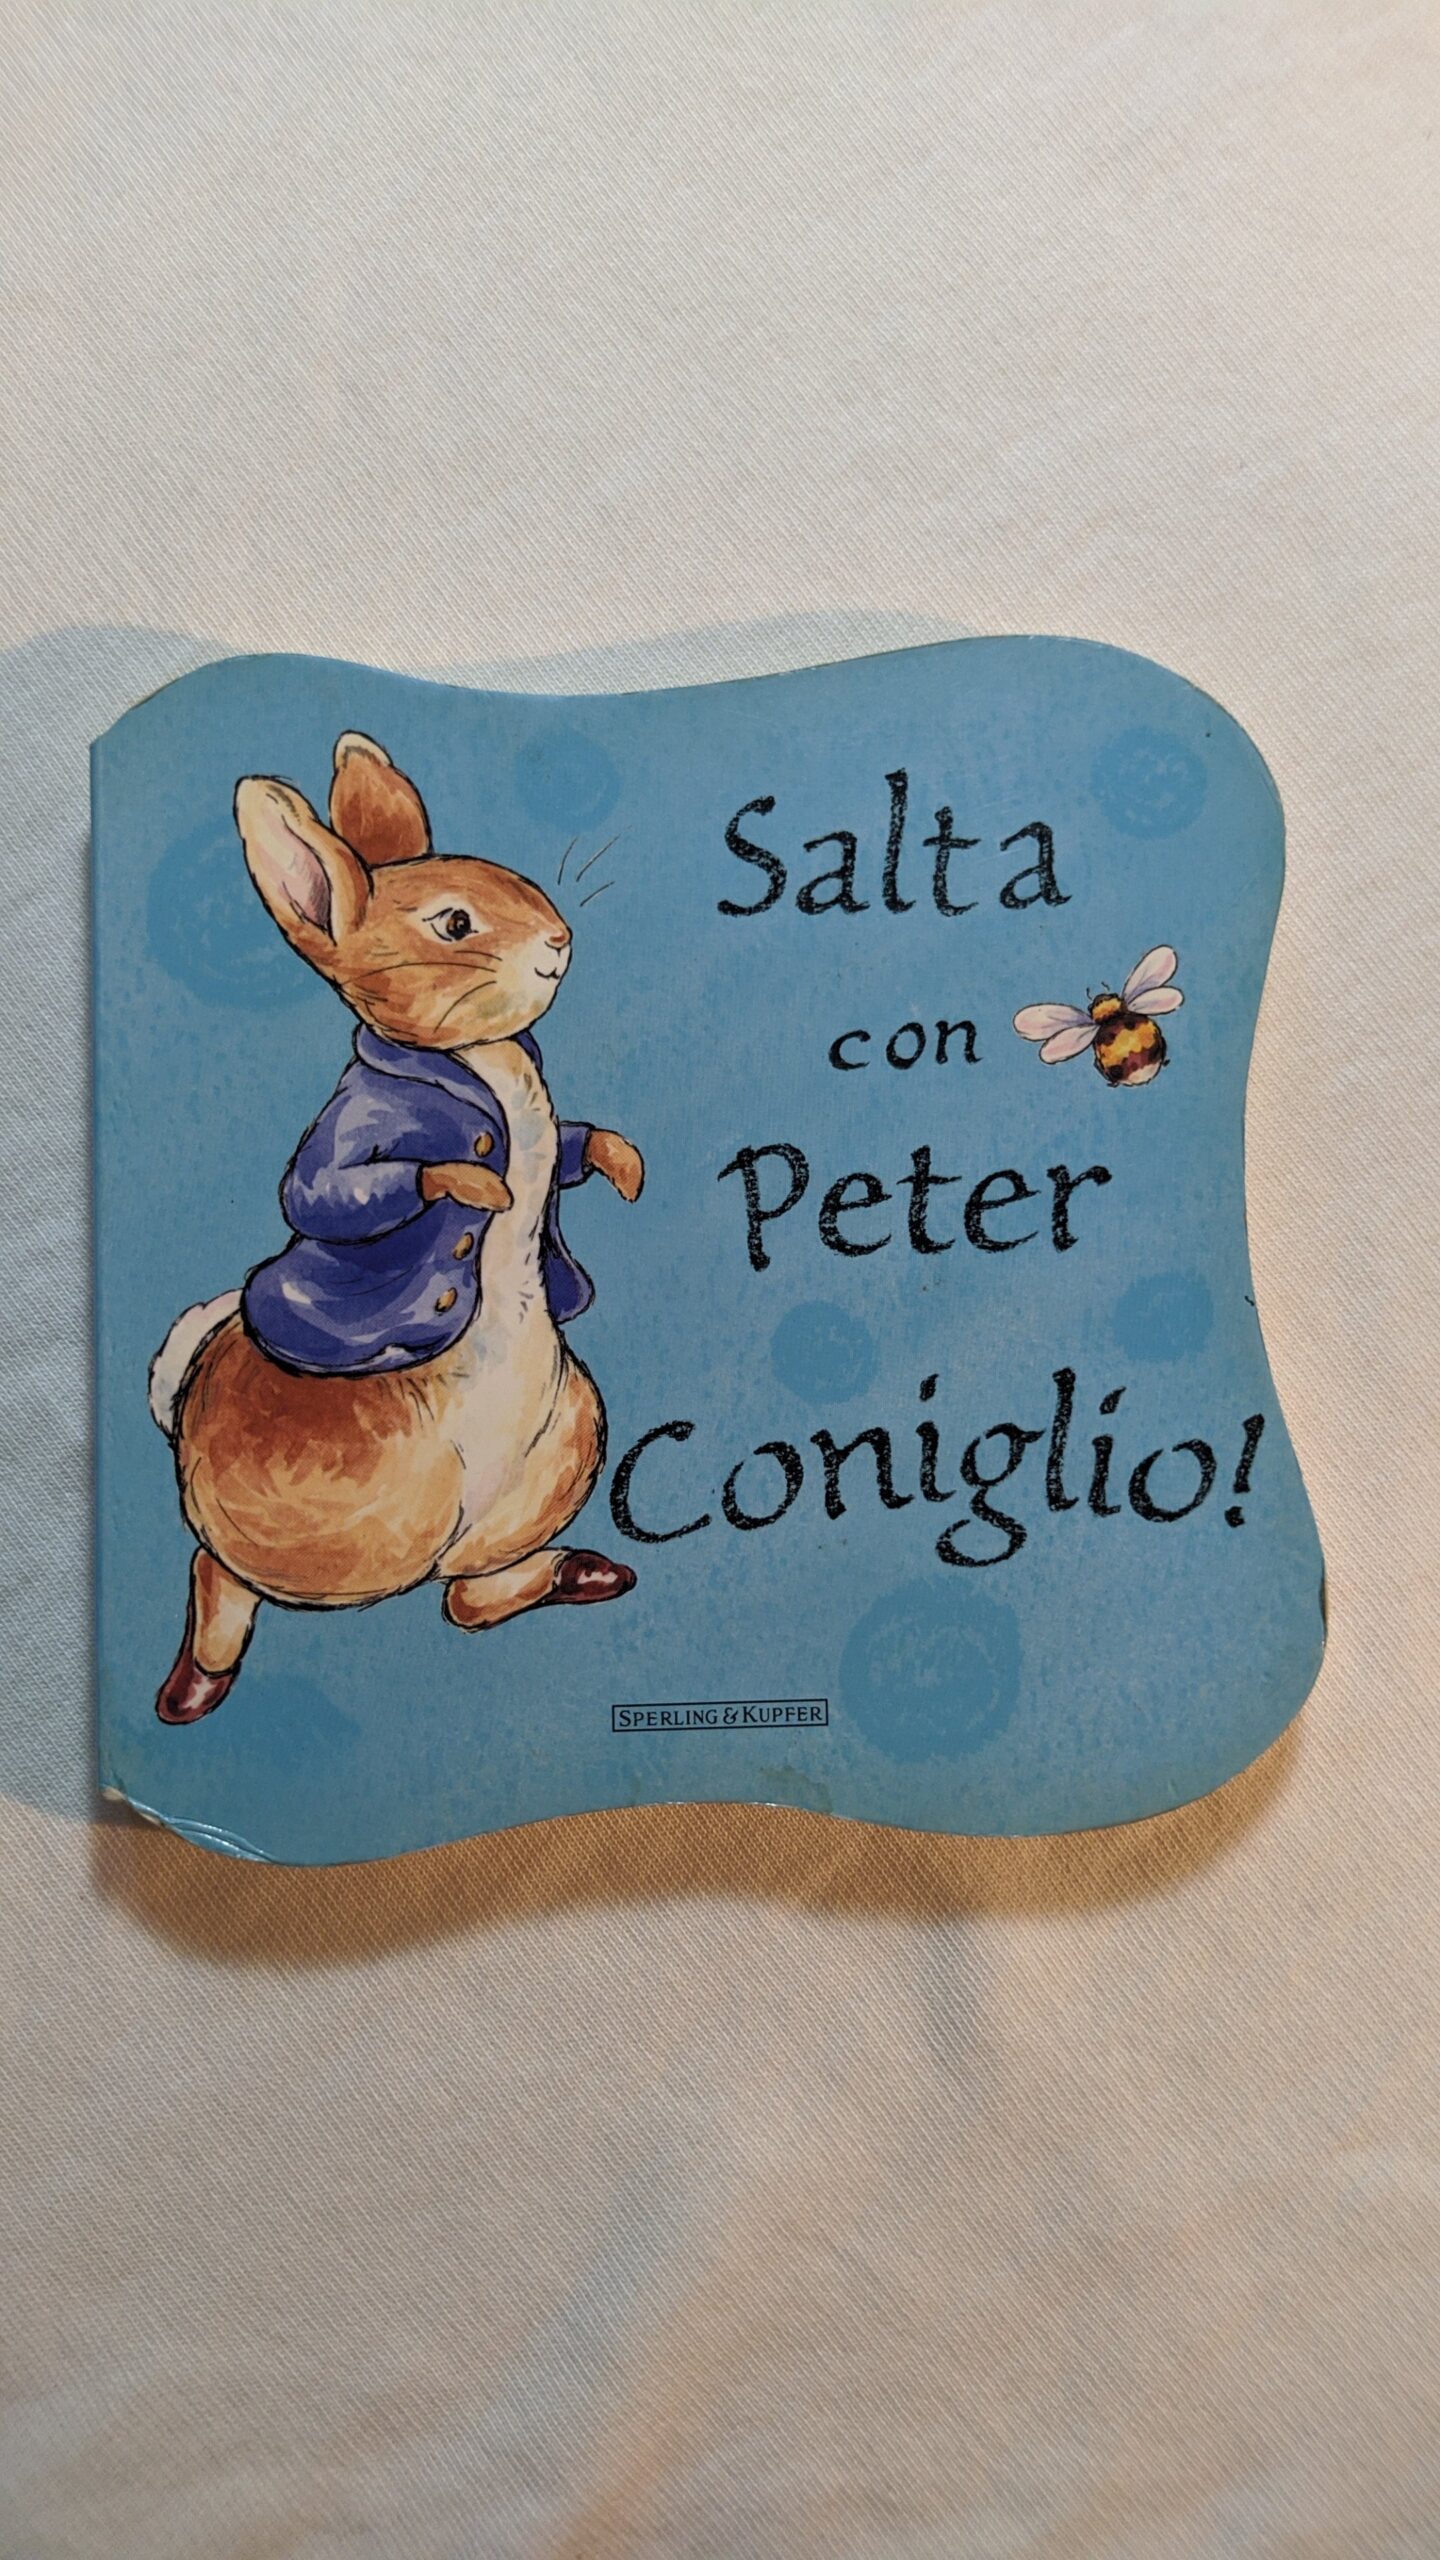 Salta
con
Peter
Coniglio!
SPERLING & KUPFER